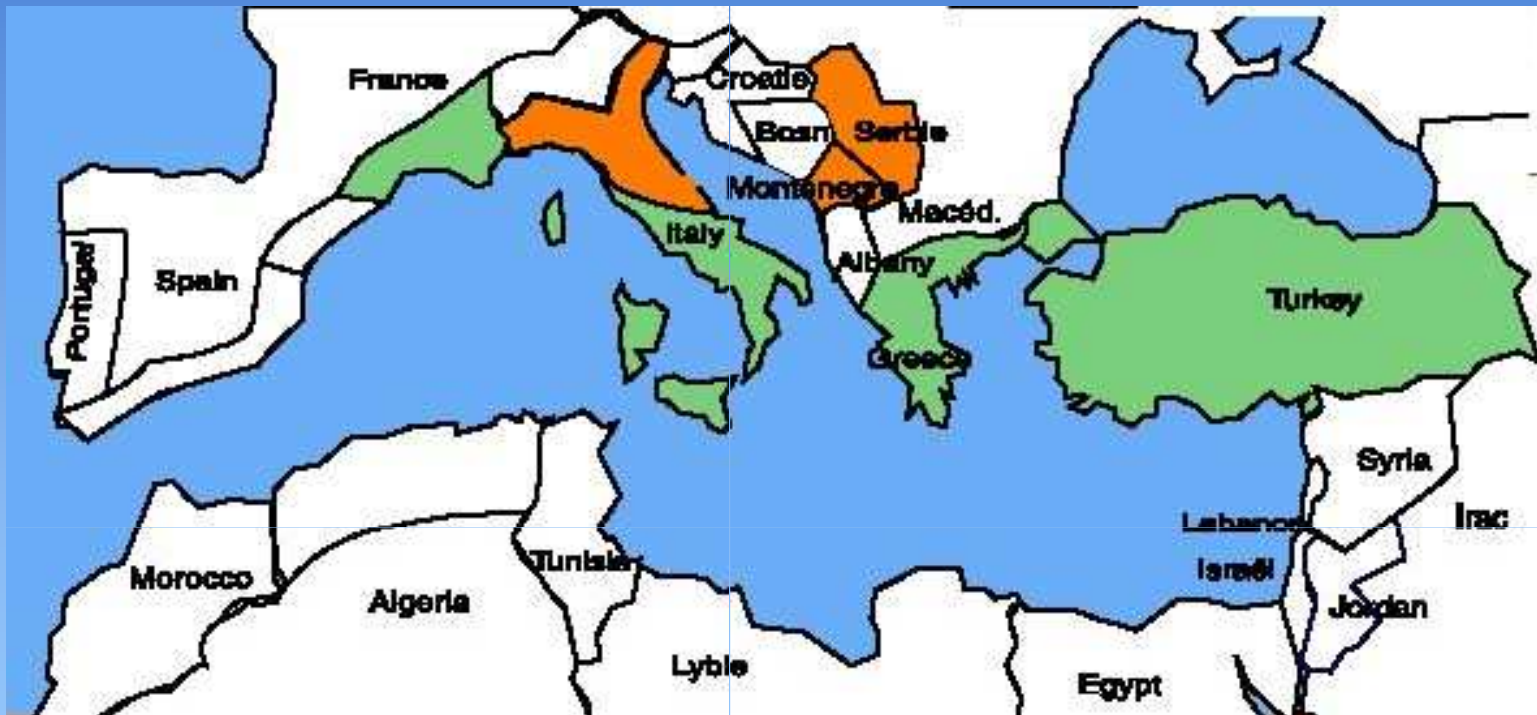 France
Croatie
Bosn
Serbie
Montenegro
Macéd.
Italy
Albany
Portugal
Spain
Turkey
Greece
Syria
Lebanon
Irac
Israël
Morocco
Tunisie
Algeria
Jordan
Lybie
Egypt